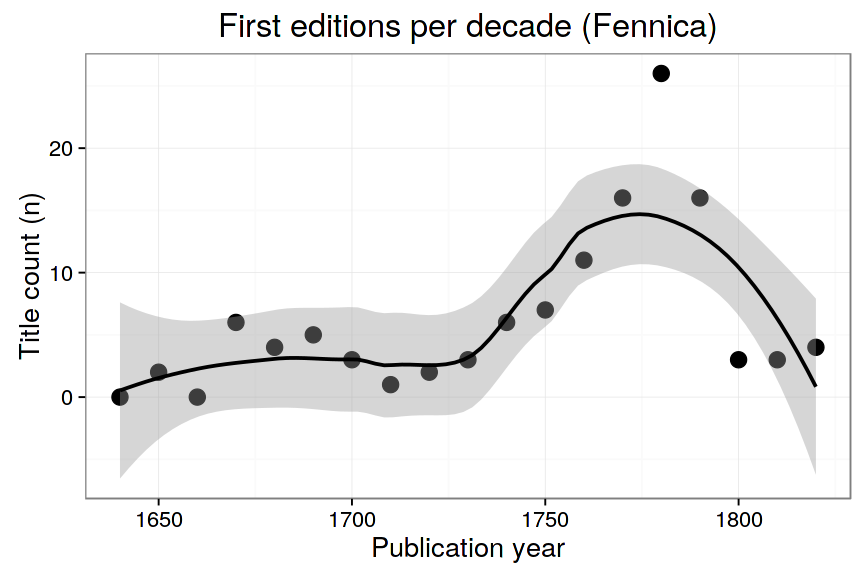 First editions per decade (Fennica)
Title count (n)
20
10
0
1650 1700 1750 1800
Publication year